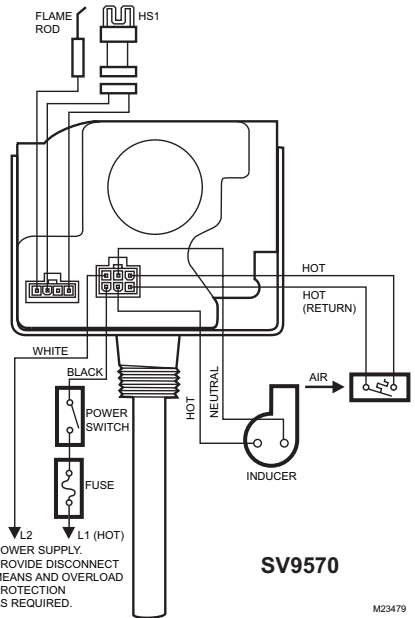 FLAME
ROD
HS1
HOT
HOT
(RETURN)
WHITE
BLACK
HOT
NEUTRAL
AIR
POWER
SWITCH
FUSE
INDUCER
L2
L1 (HOT)
OWER SUPPLY.
ROVIDE DISCONNECT
MEANS AND OVERLOAD
ROTECTION
S REQUIRED.
SV9570
M23479